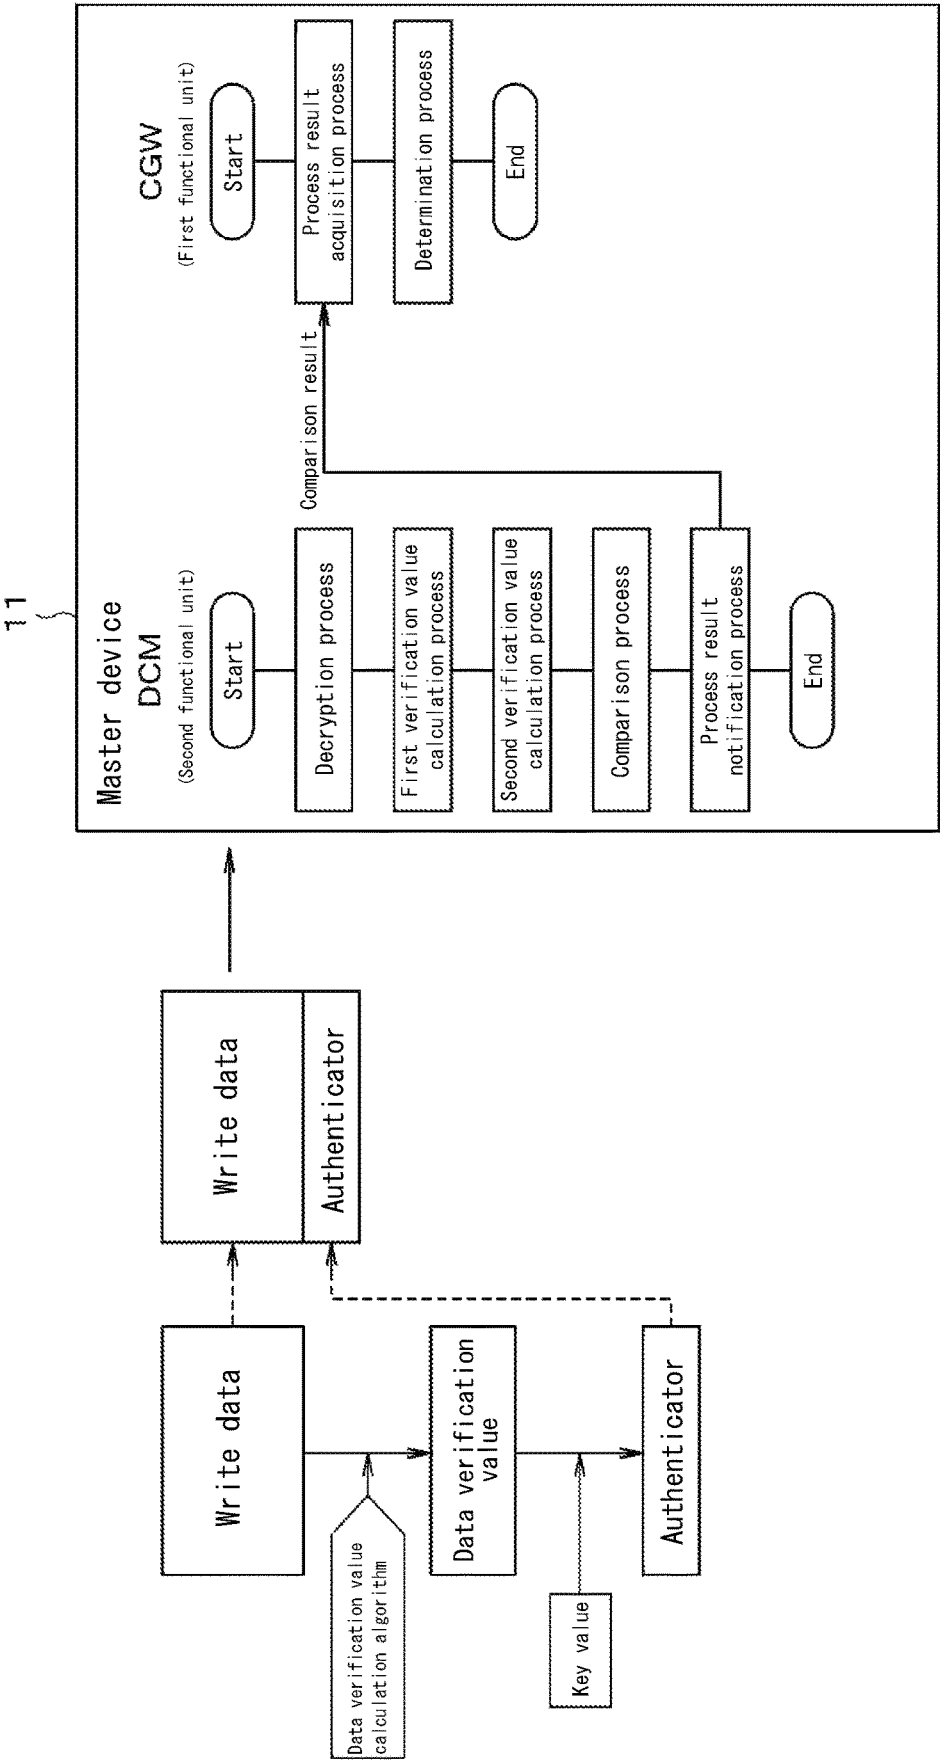 11
Master device
DCM
(Second functional unit)
Start
Decryption process
First verification value
calculation process
Second verification value
calculation process
Comparison process
Process result
notification process
End
Comparison result
CGW
(First functional unit)
Start
Process result
acquisition process
Determination process
End
Write data
Data verification value
calculation algorithm
Data verification
value
Key value
Authenticator
Write data
Authenticator